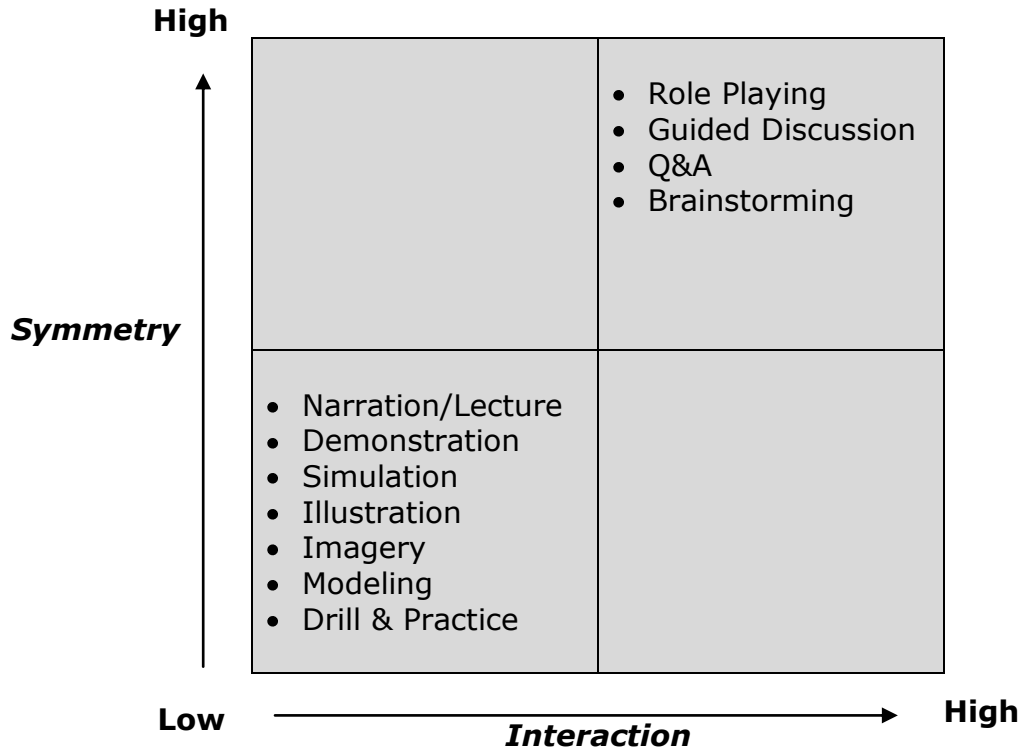 High
• Role Playing
• Guided Discussion
• Q&A
• Brainstorming
Symmetry
• Narration/Lecture
• Demonstration
• Simulation
• Illustration
• Imagery
• Modeling
• Drill & Practice
Low
Interaction
High